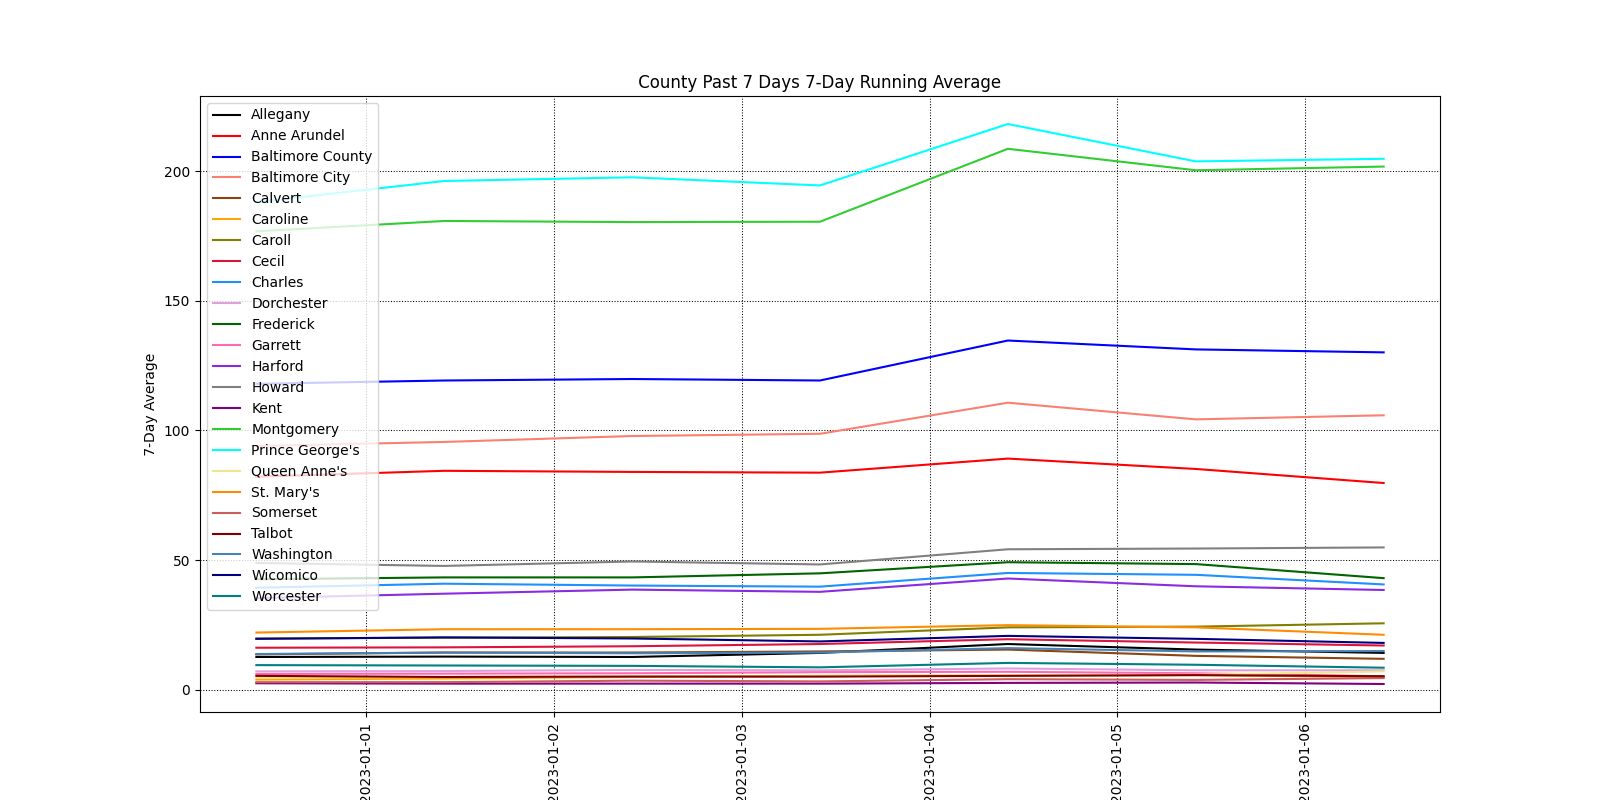 County Past 7 Days 7-Day Running Average
Allegany
Anne Arundel
Baltimore County
Baltimore City
Calvert
Caroline
Caroll
Cecil
Charles
Dorchester
Frederick
Garrett
Harford
Howard
Kent
Montgomery
Prince George's
Queen Anne's
St. Mary's
Somerset
Talbot
Washington
Wicomico
Worcester
7-Day Average
200
150
100
50
0
2023-01-01
2023-01-02
2023-01-03
2023-01-04
2023-01-05
2023-01-06